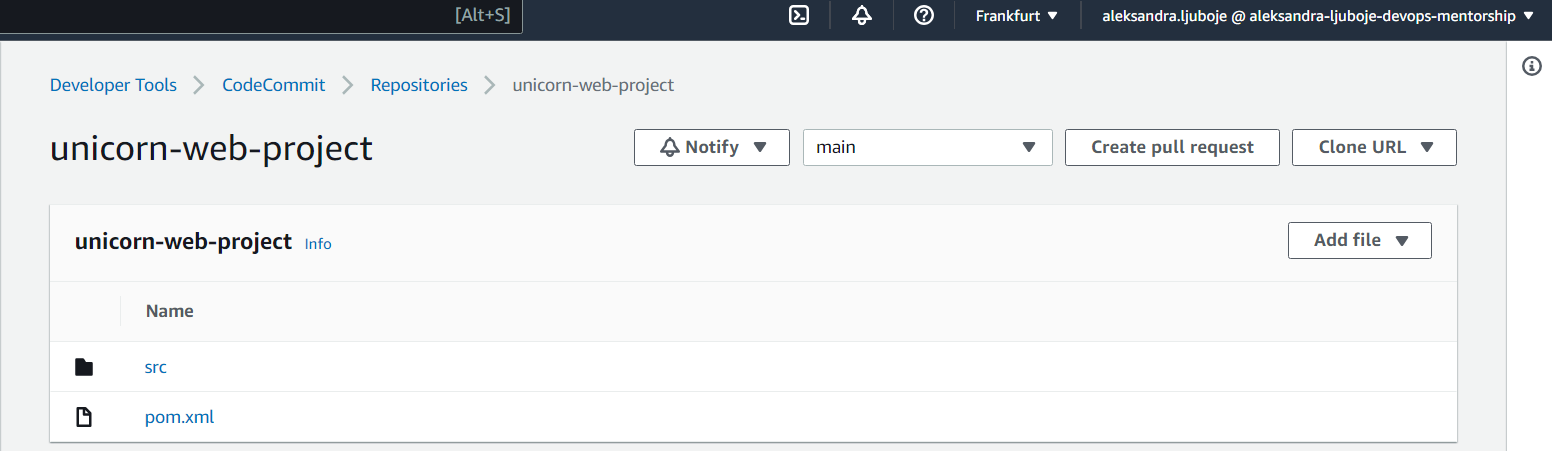 [Alt+S] Frankfurt aleksandra.ljuboje @ aleksandra-ljuboje-devops-mentorship
Developer Tools CodeCommit Repositories unicorn-web-project
unicorn-web-project Notify main Create pull request Clone URL
unicorn-web-project Info Add file
Name
src
pom.xml